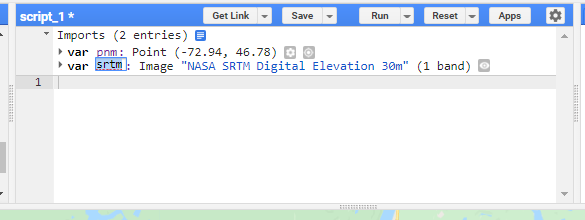 script_1 *
Get Link Save Run Reset Apps
Imports (2 entries)
var pnm: Point (-72.94, 46.78)
var srtm: Image "NASA SRTM Digital Elevation 30m" (1 band)
1